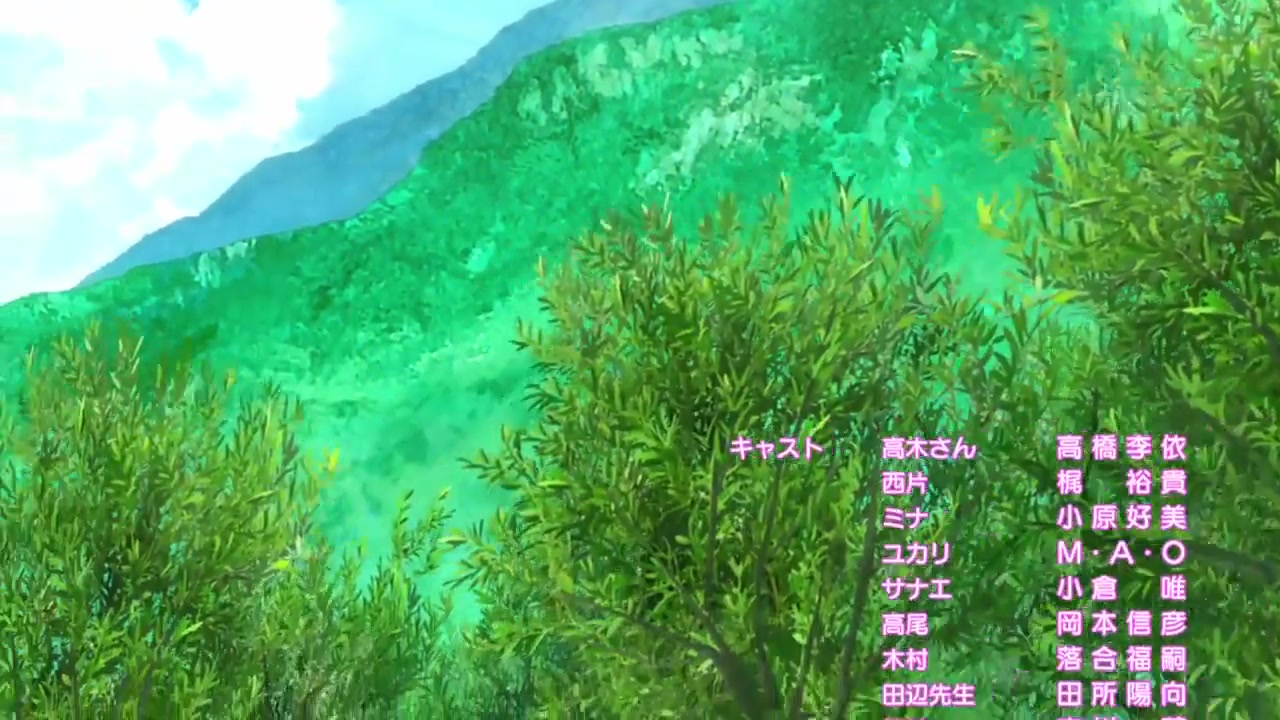 キャスト 高木さん 高橋李依
西片 梶 裕貴
ミナ 小原好美
ユカリ M・A・O
サナエ 小倉 唯
高尾 岡本信彦
木村 落合福嗣
田辺先生 田所陽向